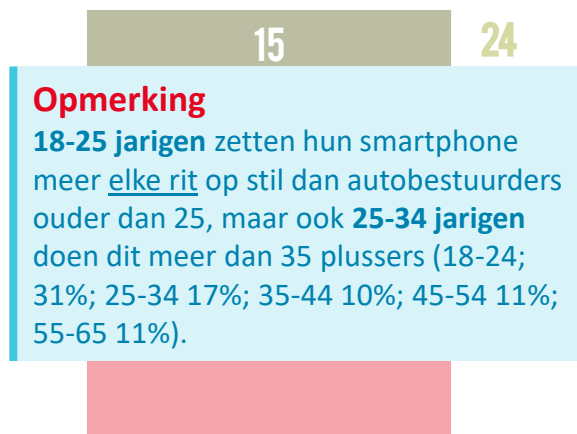 15
24
Opmerking
18-25 jarigen zetten hun smartphone
meer elke rit op stil dan autobestuurders
ouder dan 25, maar ook 25-34 jarigen
doen dit meer dan 35 plussers (18-24;
31%; 25-34 17%; 35-44 10%; 45-54 11%;
55-65 11%).